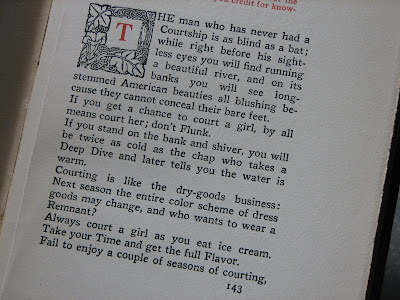 credit for know-
THE man who has never had a
Courtship is as blind as a bat;
while right before his sight-
less eyes you will find running
a beautiful river, and on its
banks you will see long-
stemmed American beauties all blushing be-
cause they cannot conceal their bare feet.
If you get a chance to court a girl, by all
means court her; don't Flunk.
If you stand on the bank and shiver, you will
be twice as cold as the chap who takes a
Deep Dive and later tells you the water is
warm.
Courting is like the dry-goods business:
Next season the entire color scheme of dress
goods may change, and who wants to wear a
Remnant?
Always court a girl as you eat ice cream.
Take your Time and get the full Flavor.
Fail to enjoy a couple of seasons of courting,
143